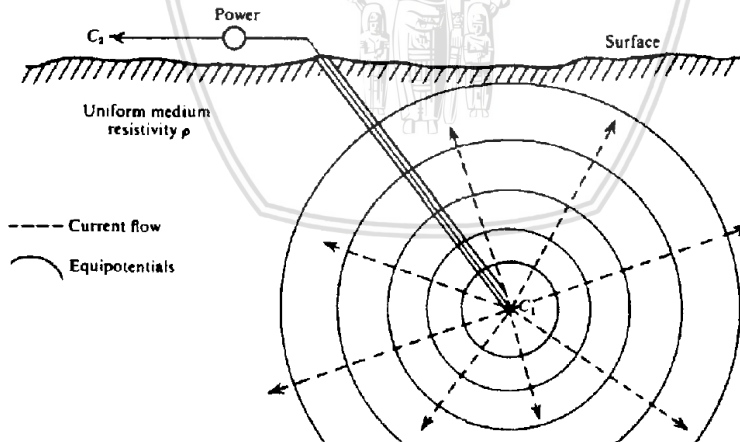 Power
C₂
Surface
Uniform medium
resistivity ρ
Current flow
Equipotentials
C₁